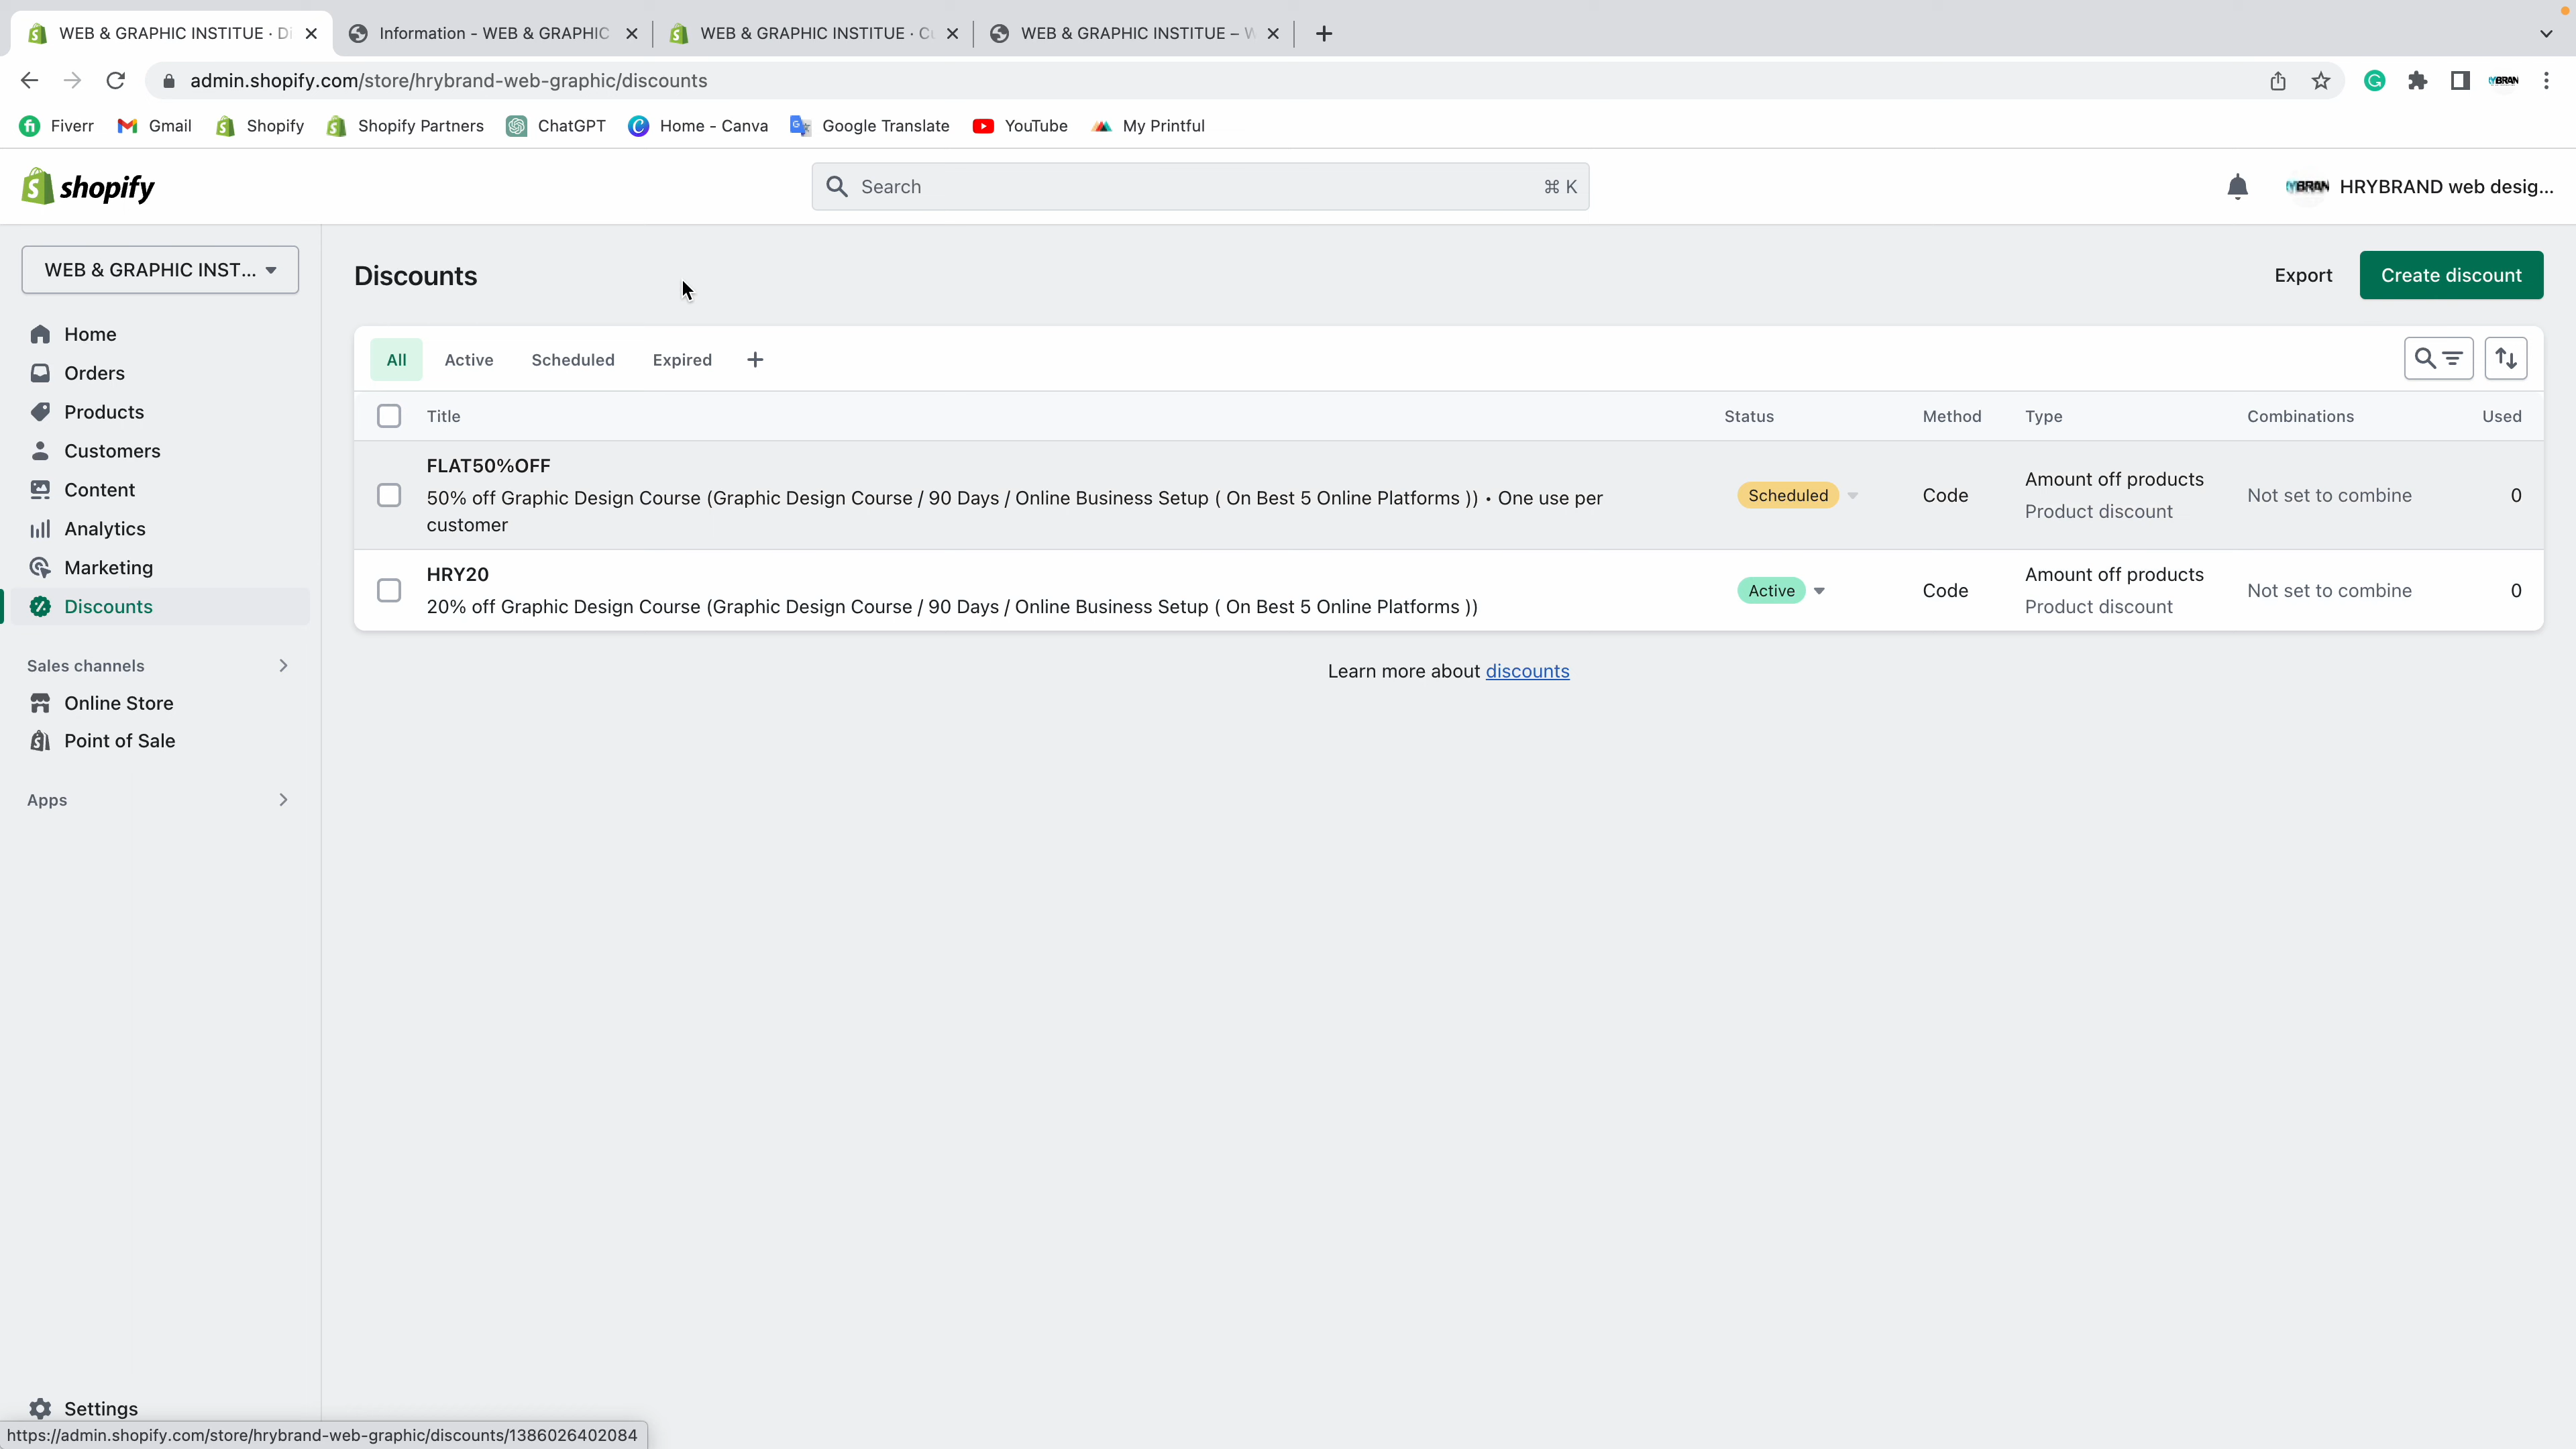 WEB & GRAPHIC INSTITUE · Di
Information - WEB & GRAPHIC
WEB & GRAPHIC INSTITUE · Cu
WEB & GRAPHIC INSTITUE – W
admin.shopify.com/store/hrybrand-web-graphic/discounts
Fiverr
Gmail
Shopify
Shopify Partners
ChatGPT
Home - Canva
Google Translate
YouTube
My Printful
shopify
Search
⌘ K
HRYBRAND web desig...
WEB & GRAPHIC INST...
Home
Orders
Products
Customers
Content
Analytics
Marketing
Discounts
Sales channels
Online Store
Point of Sale
Apps
Settings
Discounts
Export
Create discount
All
Active
Scheduled
Expired
Title
Status
Method
Type
Combinations
Used
FLAT50%OFF
50% off Graphic Design Course (Graphic Design Course / 90 Days / Online Business Setup ( On Best 5 Online Platforms )) • One use per
customer
Scheduled
Code
Amount off products
Product discount
Not set to combine
0
HRY20
20% off Graphic Design Course (Graphic Design Course / 90 Days / Online Business Setup ( On Best 5 Online Platforms ))
Active
Code
Amount off products
Product discount
Not set to combine
0
Learn more about discounts
https://admin.shopify.com/store/hrybrand-web-graphic/discounts/1386026402084